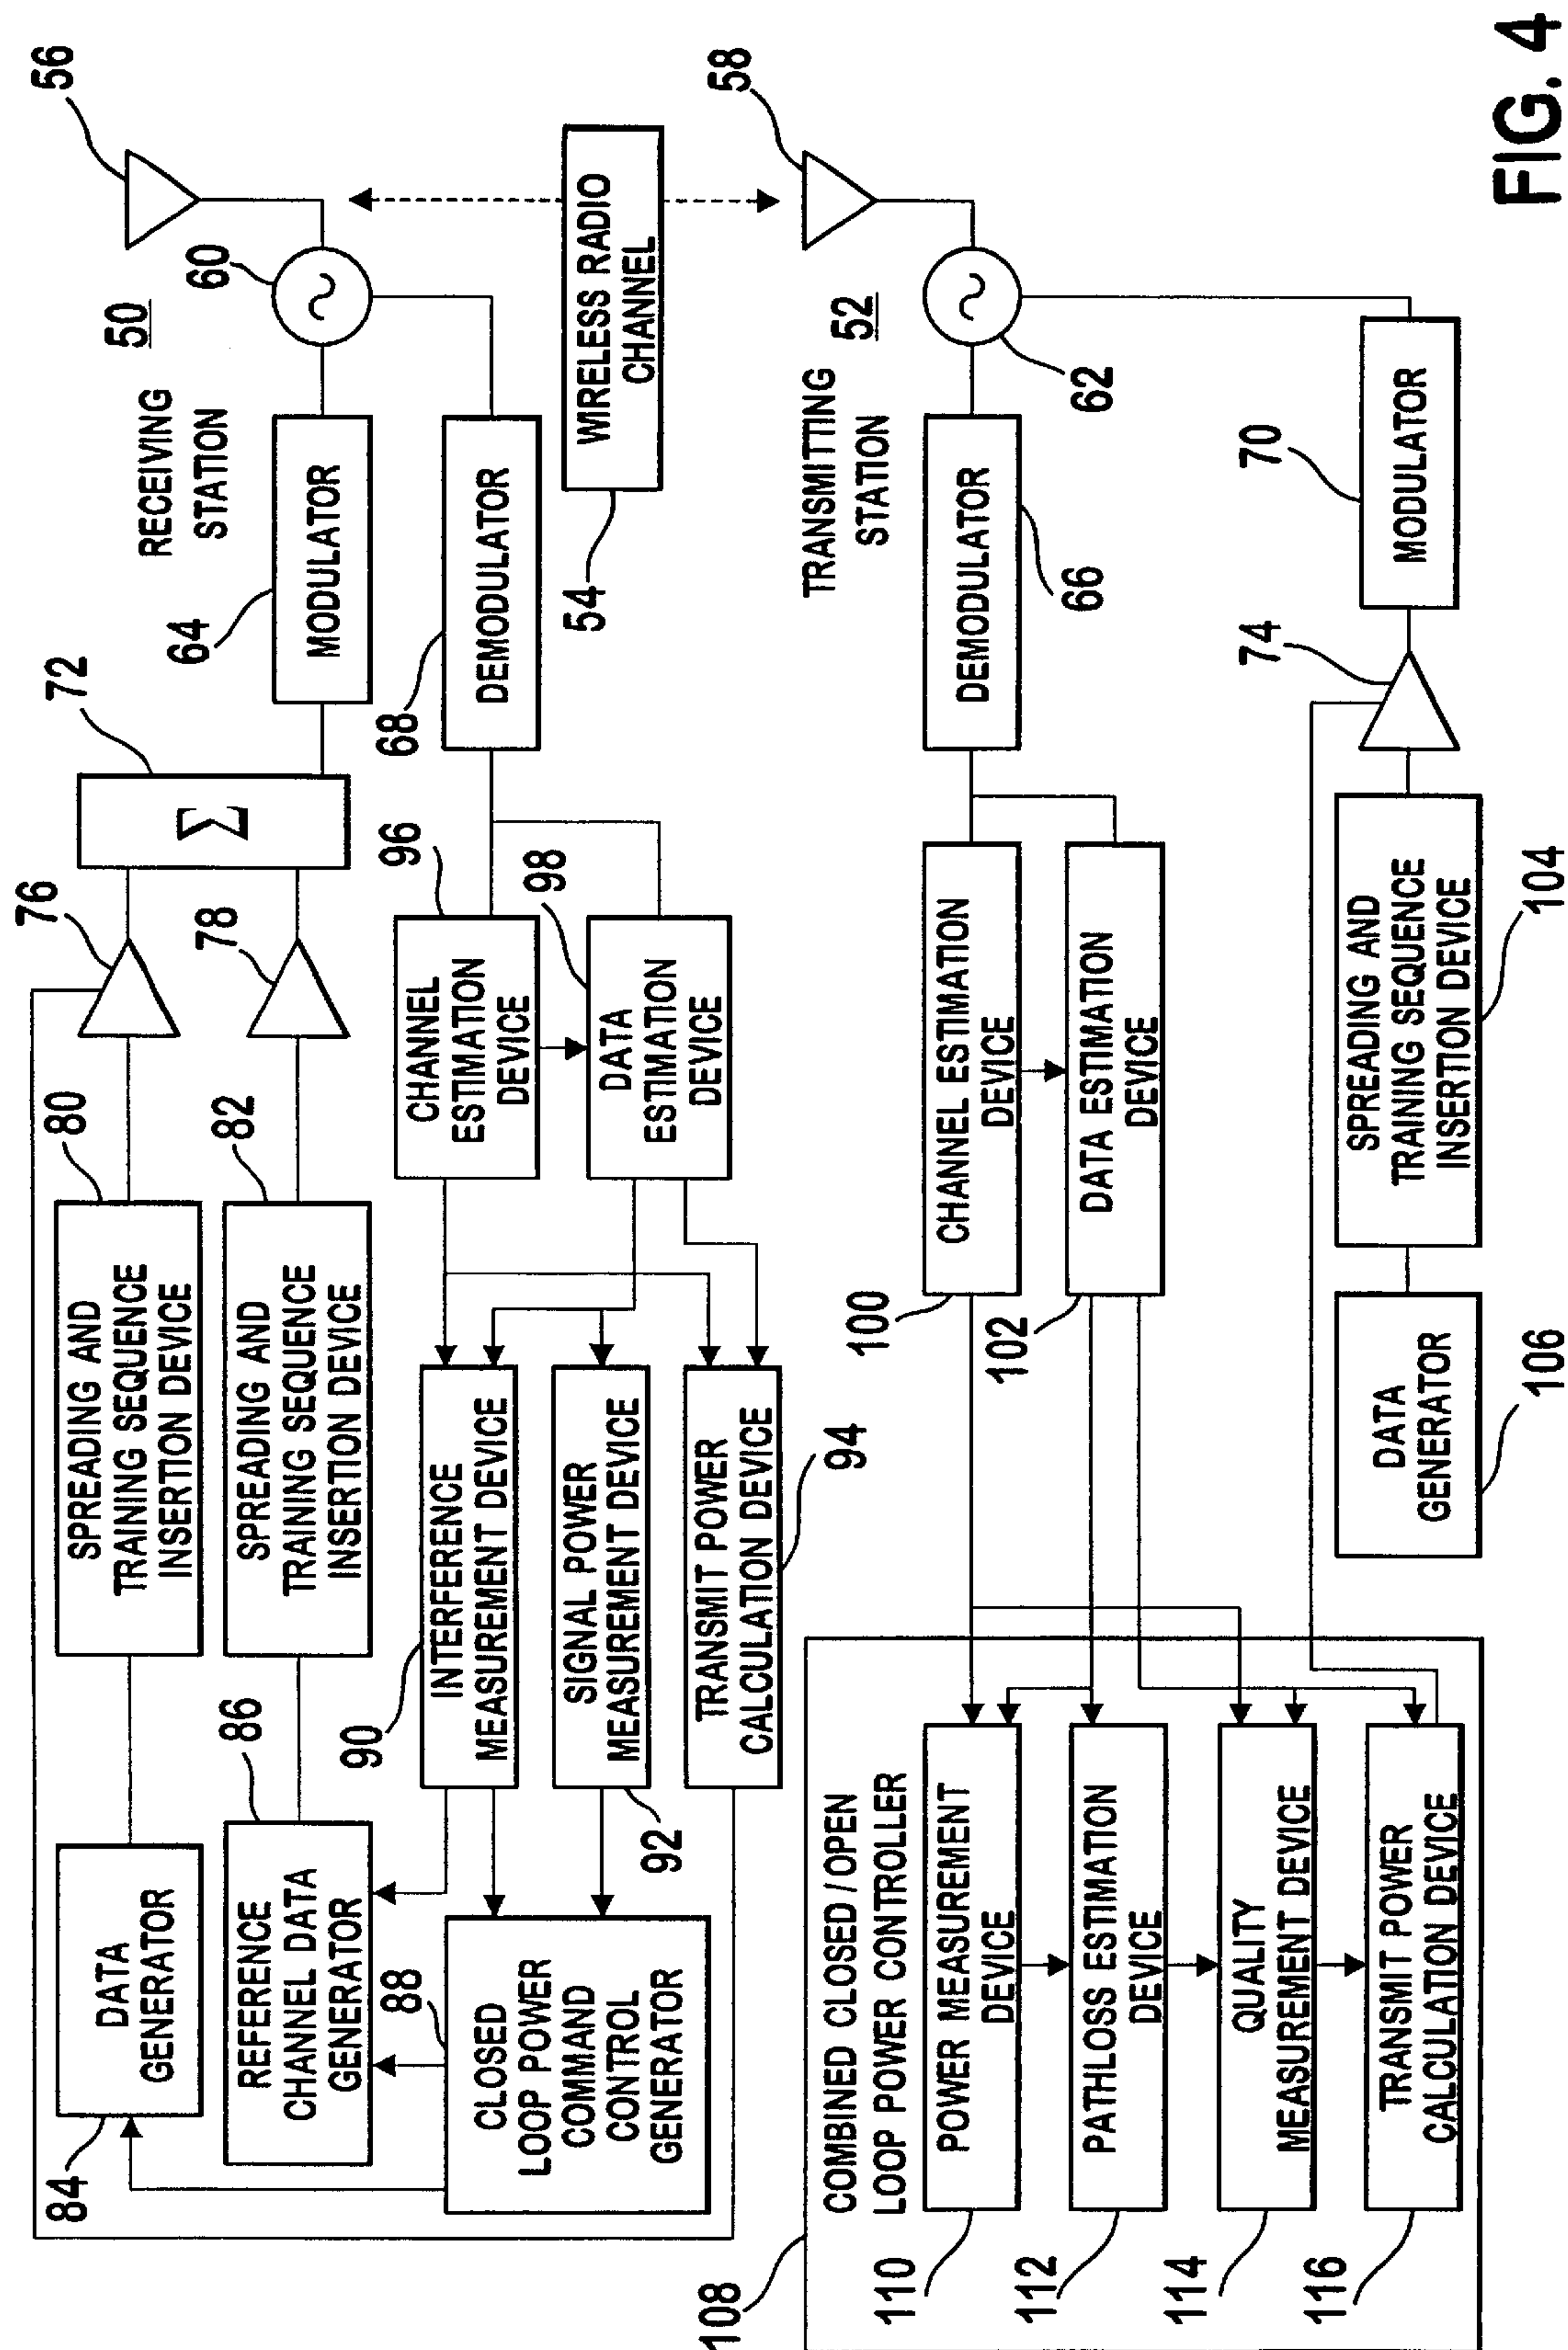 56
60
50
RECEIVING
STATION
64
MODULATOR
72
Σ
76
78
80
SPREADING AND
TRAINING SEQUENCE
INSERTION DEVICE
82
SPREADING AND
TRAINING SEQUENCE
INSERTION DEVICE
84
DATA
GENERATOR
86
REFERENCE
CHANNEL DATA
GENERATOR
88
CLOSED
LOOP POWER
COMMAND
CONTROL
GENERATOR
90
INTERFERENCE
MEASUREMENT DEVICE
SIGNAL POWER
MEASUREMENT DEVICE
92
TRANSMIT POWER
CALCULATION DEVICE
94
96
CHANNEL
ESTIMATION
DEVICE
98
DATA
ESTIMATION
DEVICE
68
DEMODULATOR
WIRELESS RADIO
CHANNEL
54
58
TRANSMITTING
STATION
52
62
DEMODULATOR
66
70
MODULATOR
74
CHANNEL ESTIMATION
DEVICE
100
DATA ESTIMATION
DEVICE
102
SPREADING AND
TRAINING SEQUENCE
INSERTION DEVICE
104
DATA
GENERATOR
106
108
COMBINED CLOSED/OPEN
LOOP POWER CONTROLLER
POWER MEASUREMENT
DEVICE
110
PATHLOSS ESTIMATION
DEVICE
112
QUALITY
MEASUREMENT DEVICE
114
TRANSMIT POWER
CALCULATION DEVICE
116
FIG. 4